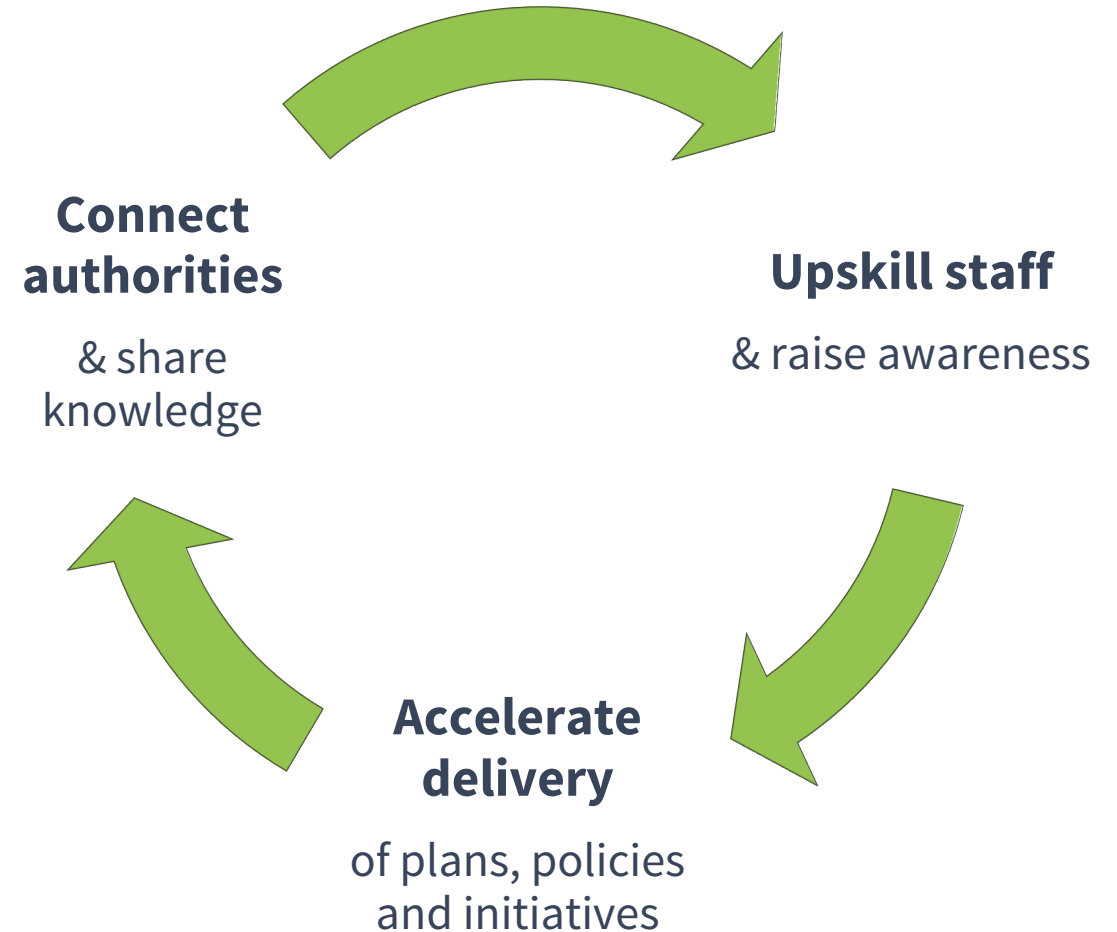 Connect
authorities
& share
knowledge
Upskill staff
& raise awareness
Accelerate
delivery
of plans, policies
and initiatives